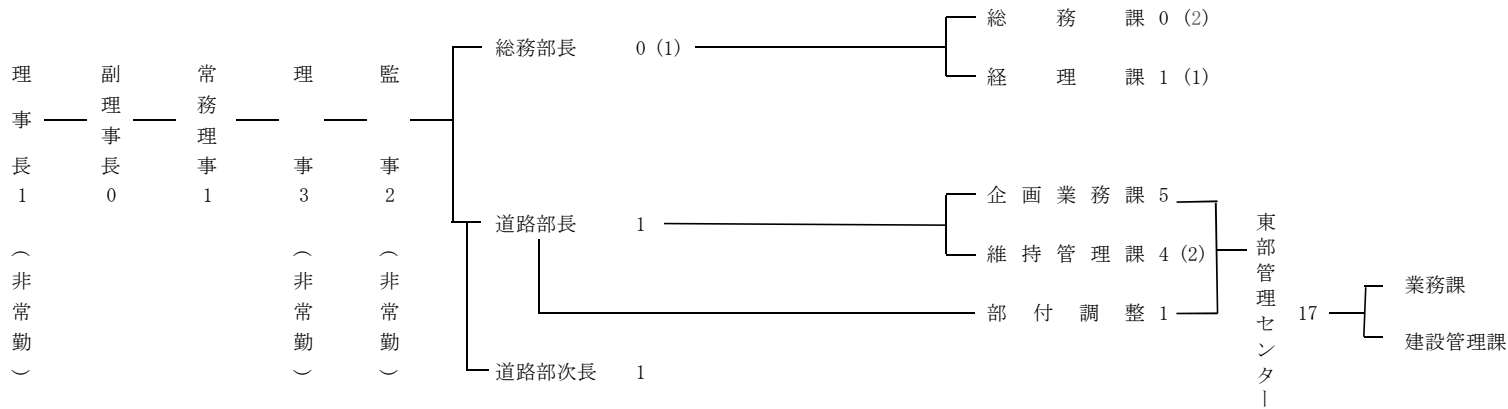 理事長 1 （非常勤）
副理事長 0
常務理事 1
理事 3 （非常勤）
監事 2 （非常勤）
総務部長 0 (1)
総務課 0 (2)
経理課 1 (1)
道路部長 1
企画業務課 5
維持管理課 4 (2)
部付調整 1
道路部次長 1
東部管理センター 17
業務課
建設管理課